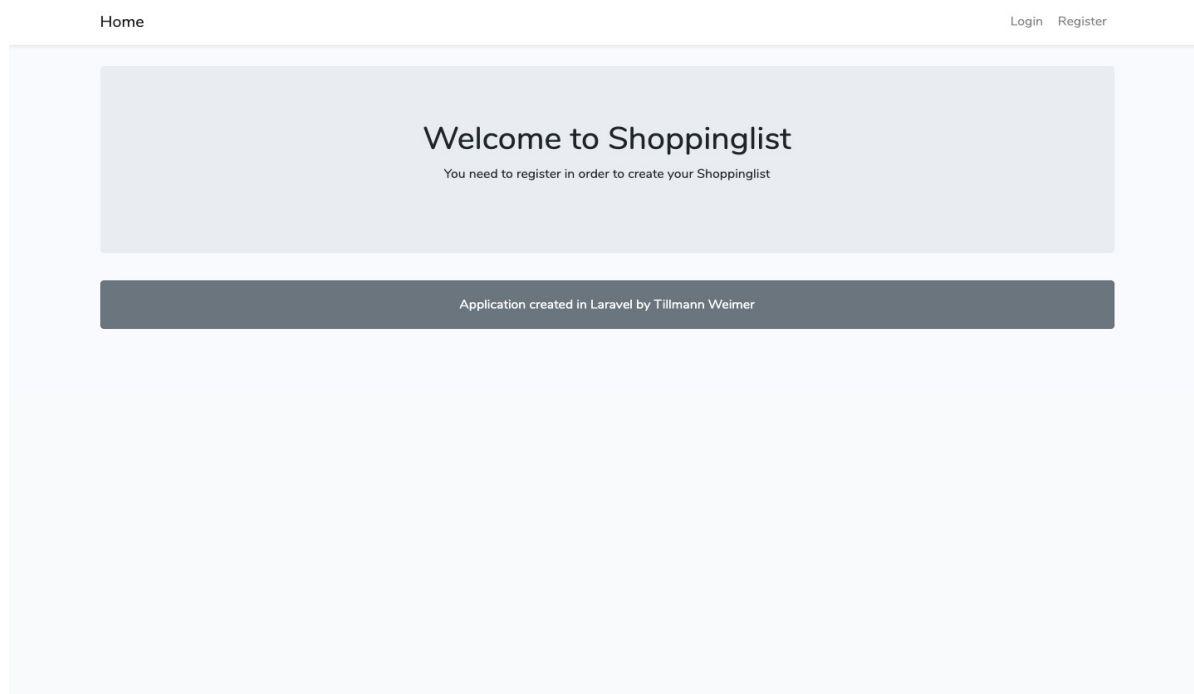 Home
Login Register
Welcome to Shoppinglist
You need to register in order to create your Shoppinglist
Application created in Laravel by Tillmann Weimer